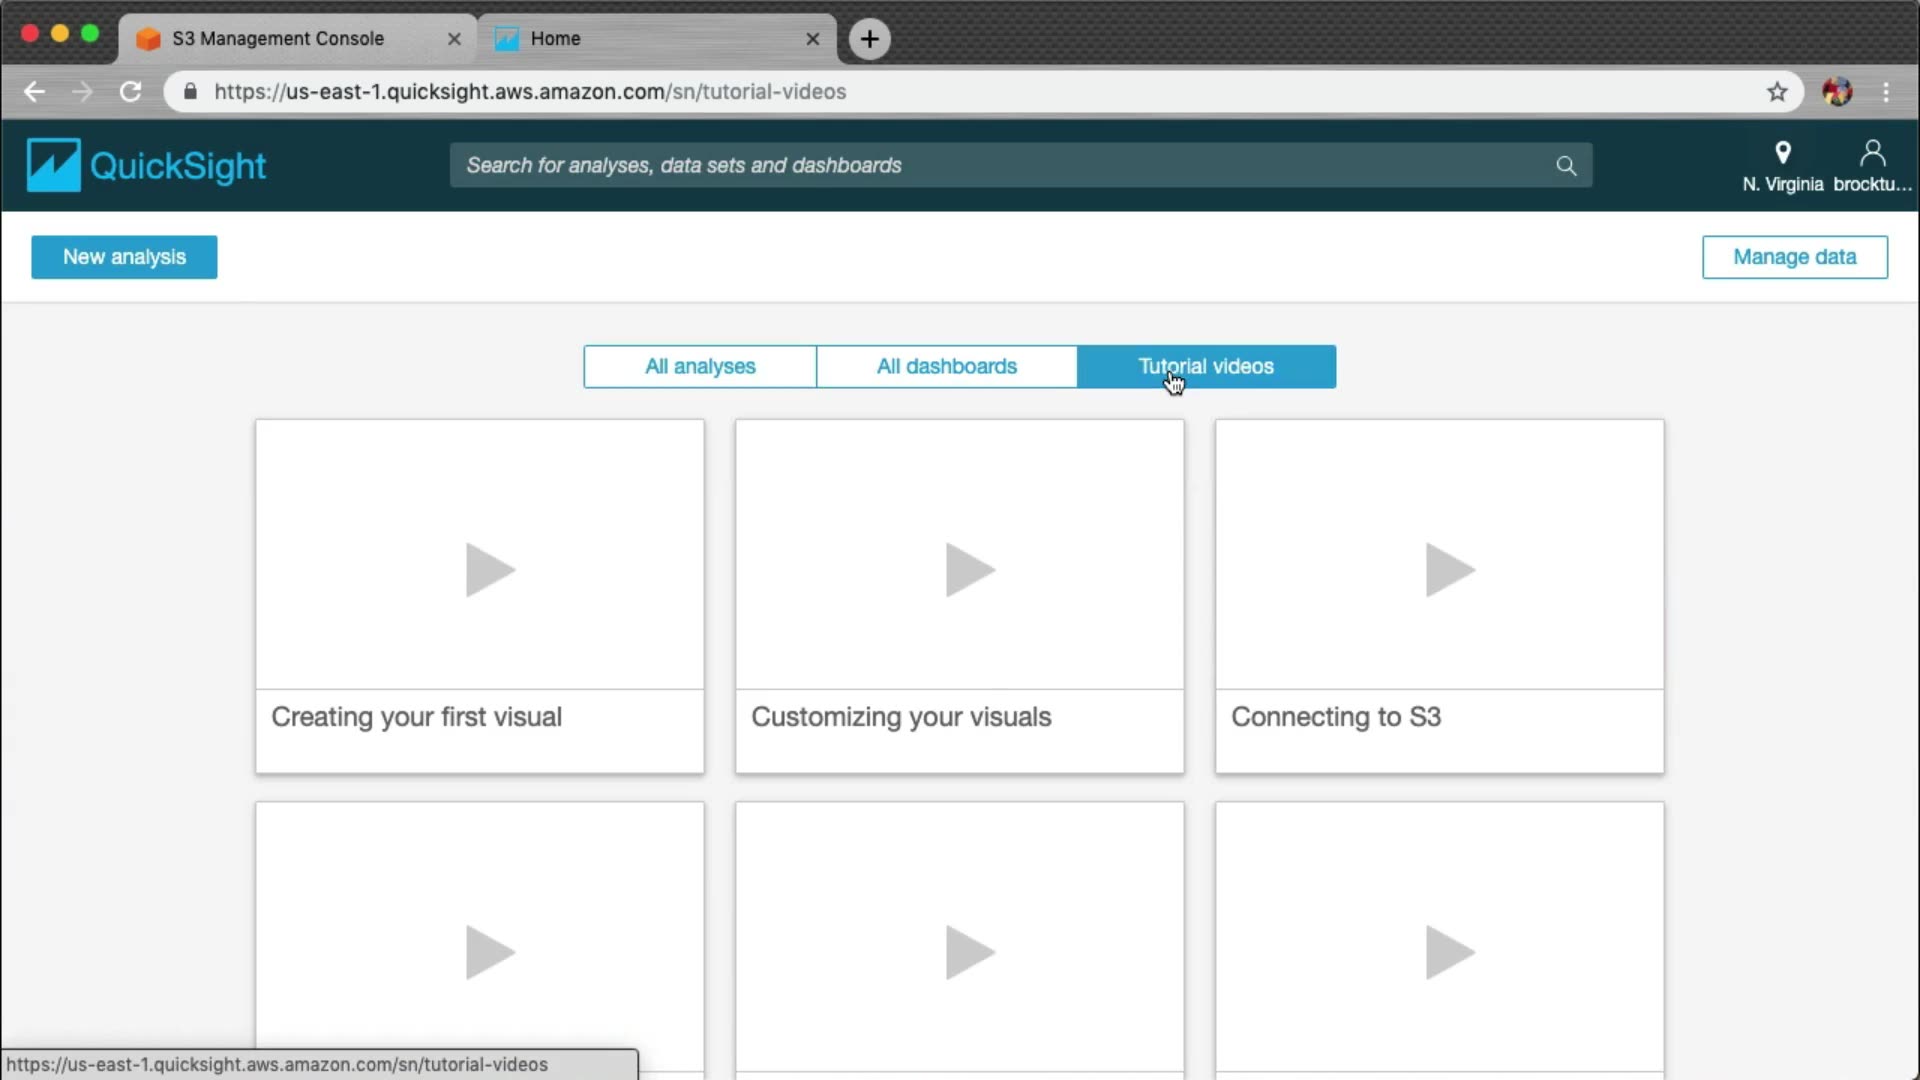 S3 Management Console
Home
https://us-east-1.quicksight.aws.amazon.com/sn/tutorial-videos
QuickSight
Search for analyses, data sets and dashboards
N. Virginia
brocktu...
New analysis
Manage data
All analyses
All dashboards
Tutorial videos
Creating your first visual
Customizing your visuals
Connecting to S3
https://us-east-1.quicksight.aws.amazon.com/sn/tutorial-videos